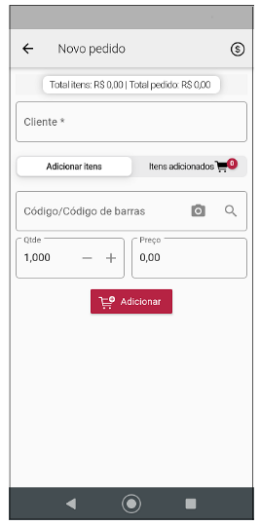 Novo pedido
$
Total itens: R$ 0,00 | Total pedido: R$ 0,00
Cliente *
Adicionar itens
Itens adicionados 0
Código/Código de barras
Qtde
Preço
1,000 — +
0,00
Adicionar